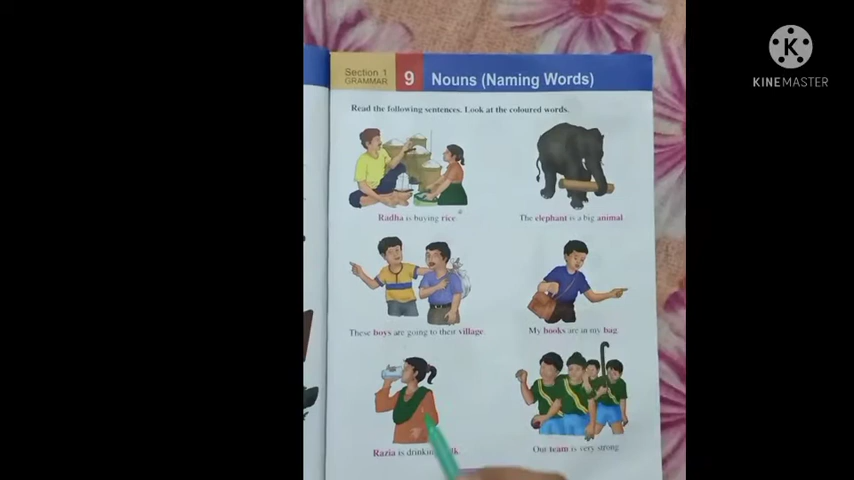 KINEMASTER
Section 1
GRAMMAR
9
Nouns (Naming Words)
Read the following sentences. Look at the coloured words.
Radha is buying rice.
The elephant is a big animal
These boys are going to their village.
My books are in my bag.
Razia is drinking
Our team is very strong